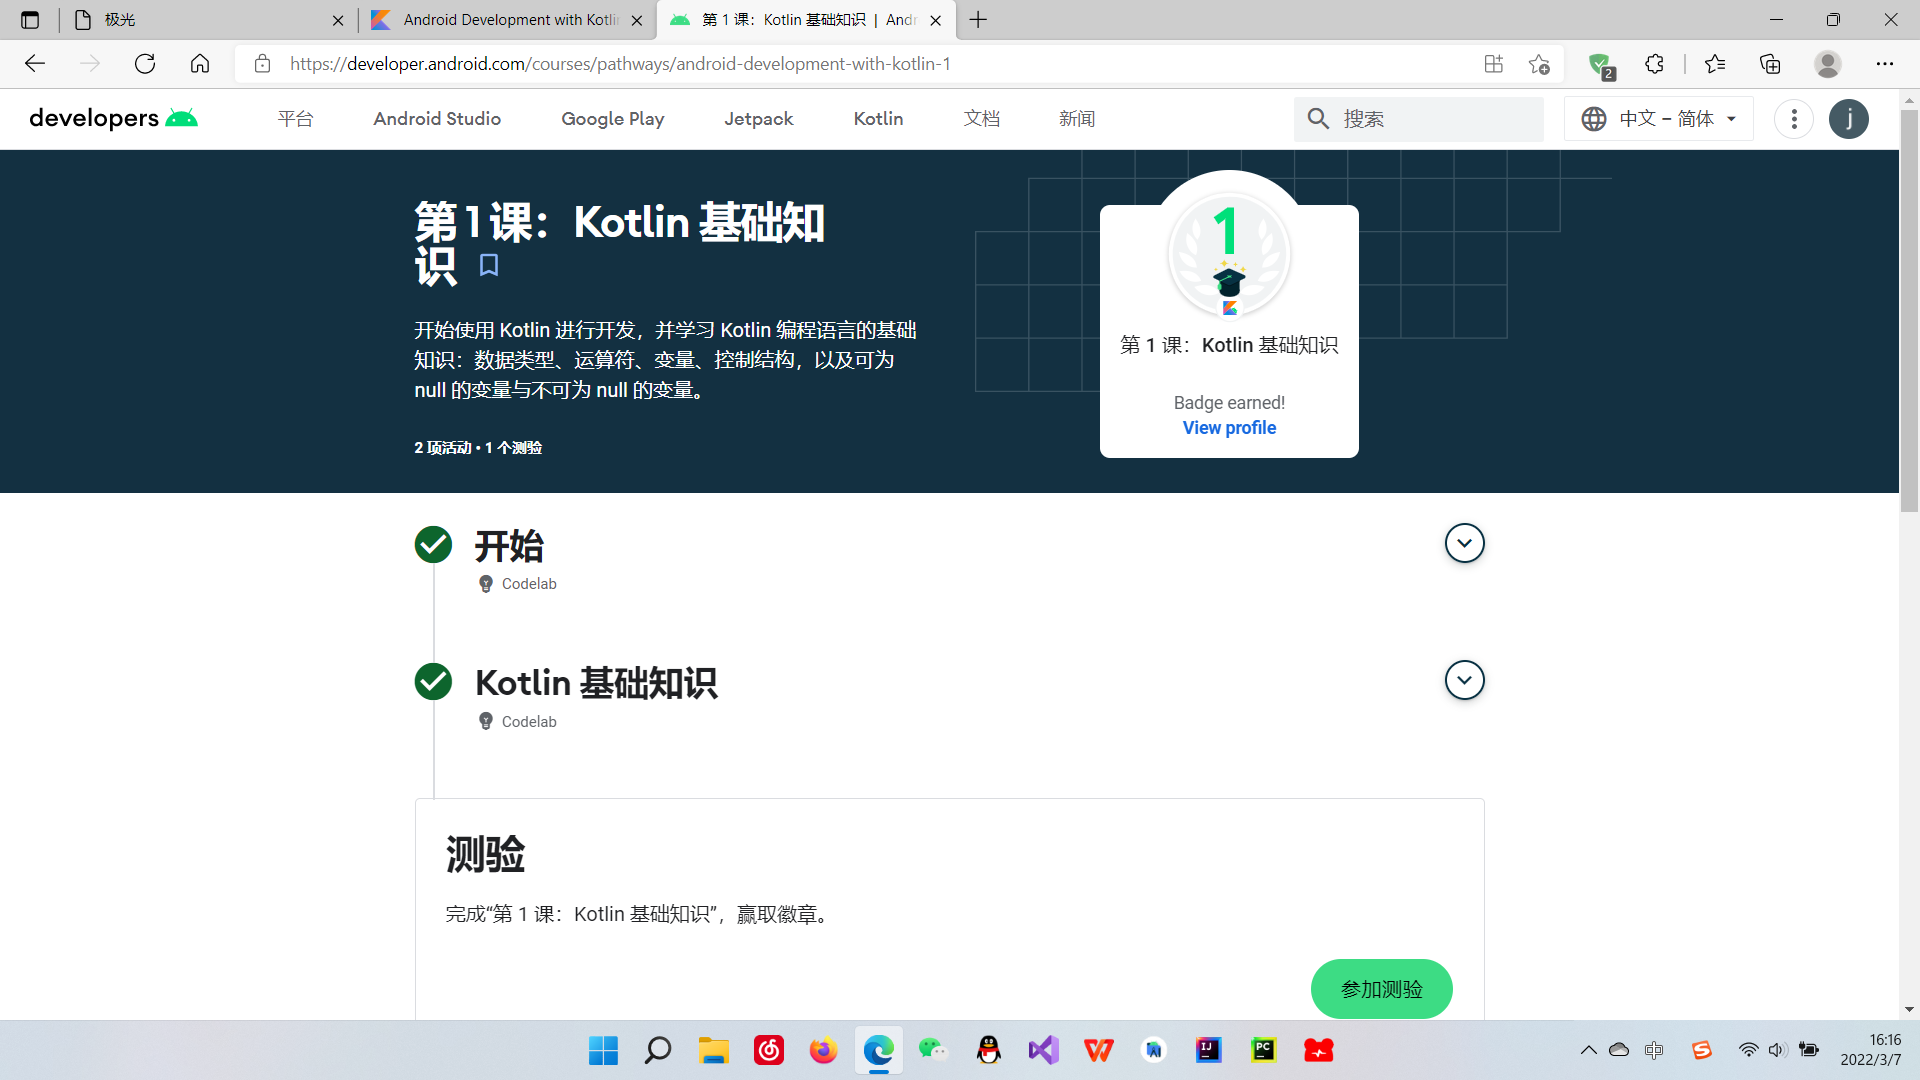 极光
Android Development with Kotlin
第 1 课：Kotlin 基础知识 | Andr
https://developer.android.com/courses/pathways/android-development-with-kotlin-1
2
developers
平台
Android Studio
Google Play
Jetpack
Kotlin
文档
新闻
搜索
中文 – 简体
j
第 1 课：Kotlin 基础知
识
开始使用 Kotlin 进行开发，并学习 Kotlin 编程语言的基础
知识：数据类型、运算符、变量、控制结构，以及可为
null 的变量与不可为 null 的变量。
2 项活动 • 1 个测验
1
第 1 课：Kotlin 基础知识
Badge earned!
View profile
开始
Codelab
Kotlin 基础知识
Codelab
测验
完成“第 1 课：Kotlin 基础知识”，赢取徽章。
参加测验
IJ
PC
中
16:16
2022/3/7